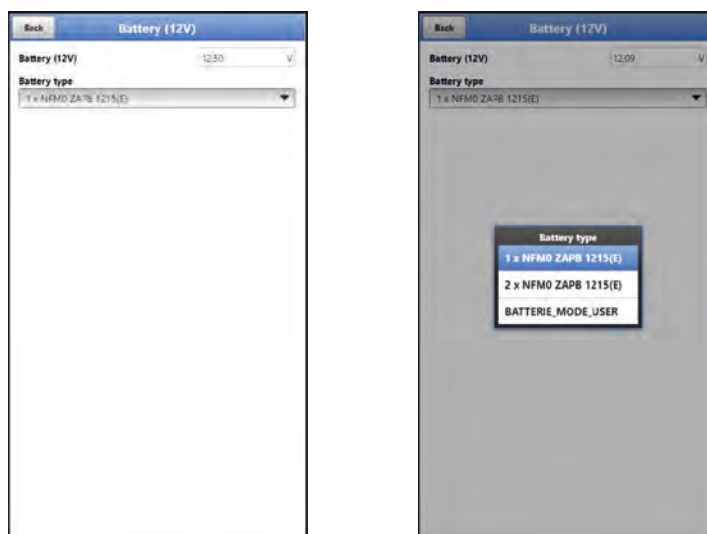 Back Battery (12V)
Battery (12V) 12.50 V
Battery type
1 x NFM0 ZAPB 1215(E)
Back Battery (12V)
Battery (12V) 12.09 V
Battery type
1 x NFM0 ZAPB 1215(E)
Battery type
1 x NFM0 ZAPB 1215(E)
2 x NFM0 ZAPB 1215(E)
BATTERIE_MODE_USER